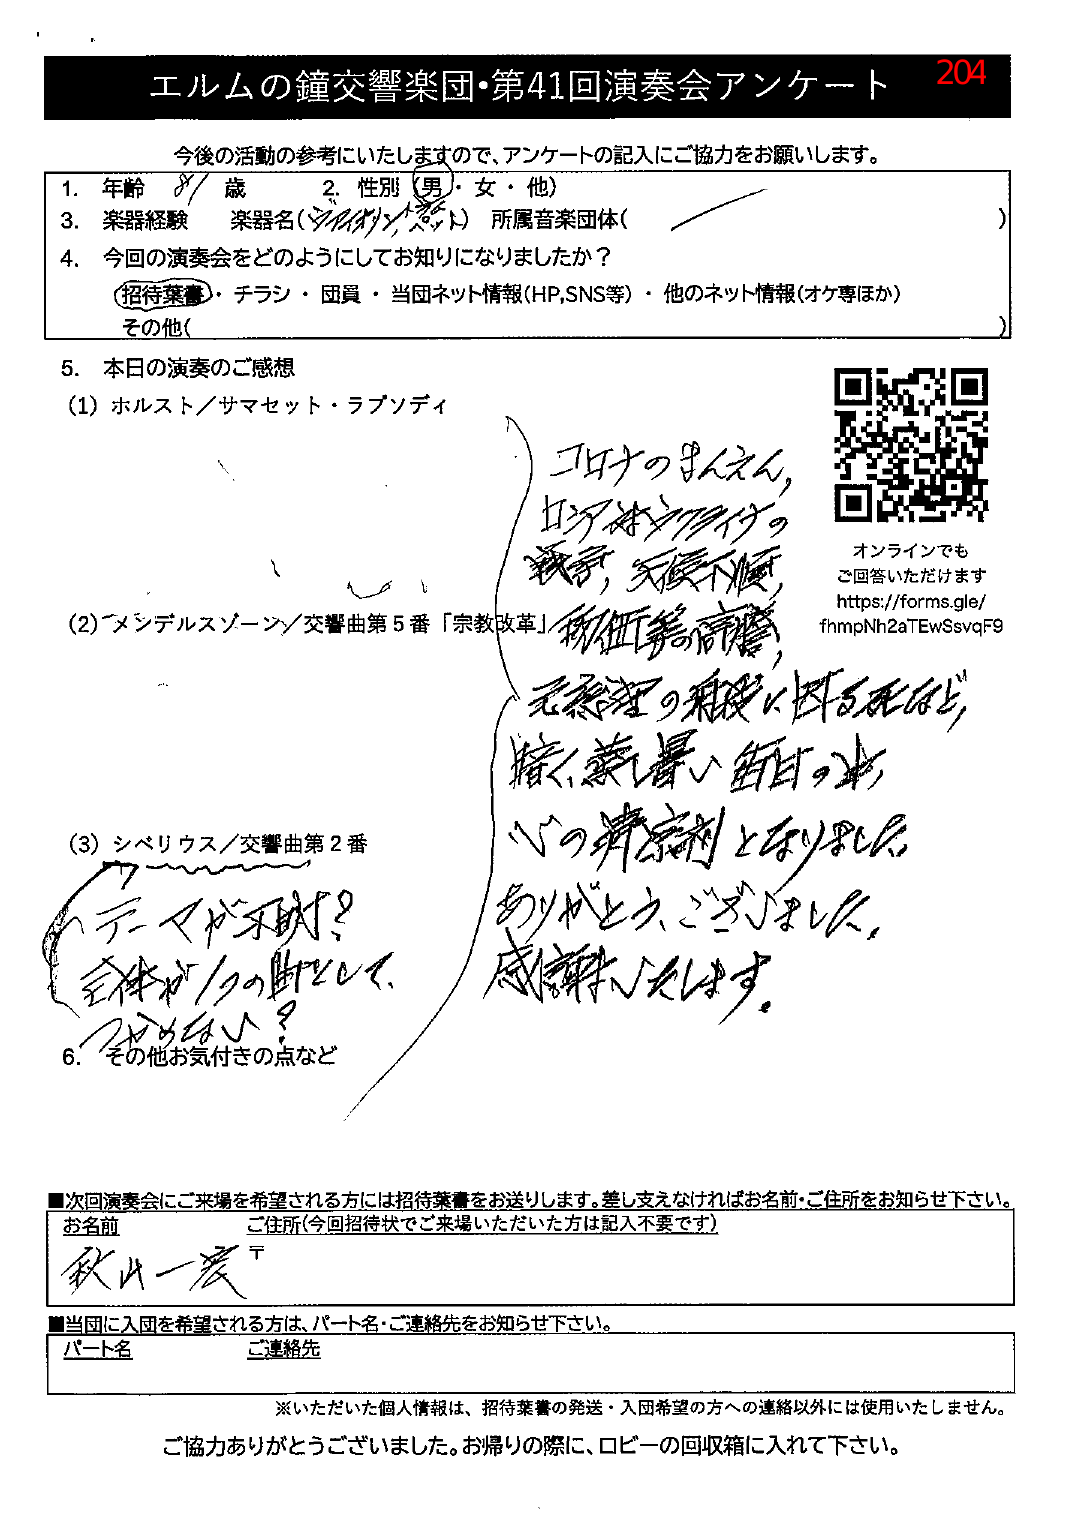 エルムの鐘交響楽団・第41回演奏会アンケート
204
今後の活動の参考にいたしますので、アンケートの記入にご協力をお願いします。
1. 年齢 81 歳 2. 性別 (男・女・他)
3. 楽器経験 楽器名(ヴァイオリン, ) 所属音楽団体( )
4. 今回の演奏会をどのようにしてお知りになりましたか?
招待葉書・チラシ・団員・当団ネット情報(HP,SNS等)・他のネット情報(オケ専ほか)
その他( )
5. 本日の演奏のご感想
(1) ホルスト/サマセット・ラプソディ
コロナのまんえん,
ロシア対ウクライナの
戦争, 天候不順,
オンラインでも
ご回答いただけます
https://forms.gle/
fhmpNh2aTEwSsvqF9
(2) メンデルスゾーン/交響曲第5番「宗教改革」
物価等の高騰,
元総理の銃撃に因る死など,
暗く、蒸し暑い毎日の中,
心の清涼剤となりました。
ありがとう、ございました。
感謝いたします。
(3) シベリウス/交響曲第2番
テーマが不明?
全体が1つの曲として、
つかめない?
6. その他お気付きの点など
■次回演奏会にご来場を希望される方には招待葉書をお送りします。差し支えなければお名前・ご住所をお知らせ下さい。
お名前 ご住所(今回招待状でご来場いただいた方は記入不要です)
秋山一彦 〒
■当団に入団を希望される方は、パート名・ご連絡先をお知らせ下さい。
パート名 ご連絡先
※いただいた個人情報は、招待葉書の発送・入団希望の方への連絡以外には使用いたしません。
ご協力ありがとうございました。お帰りの際に、ロビーの回収箱に入れて下さい。